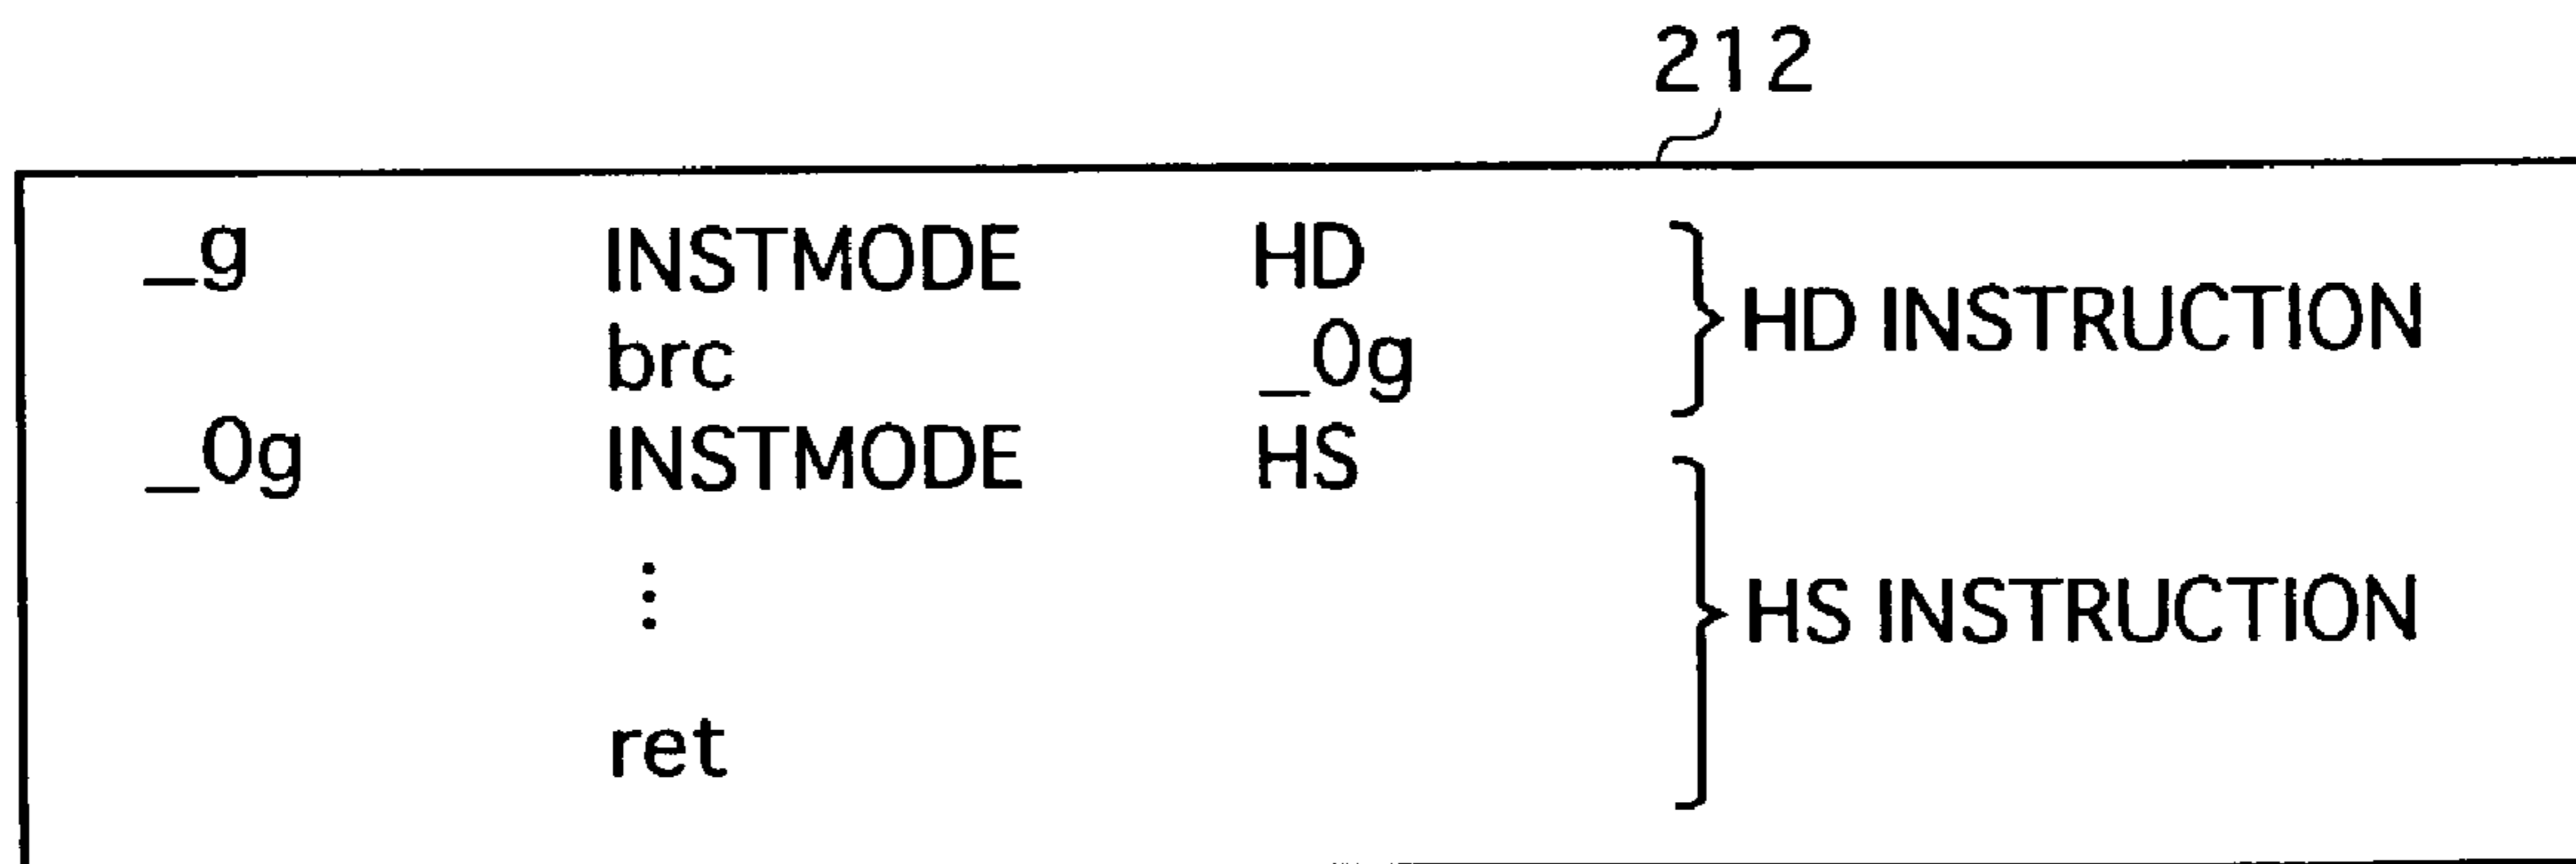 212
_g INSTMODE HD
brc _0g
HD INSTRUCTION
_0g INSTMODE HS
⋮
HS INSTRUCTION
ret